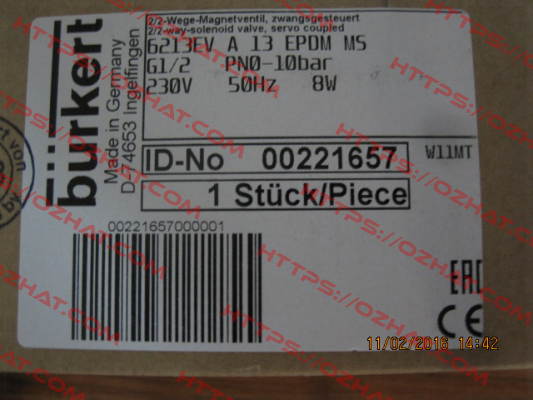 2/2-Wege-Magnetventil, zwangsgesteuert
2/2-way-solenoid valve, servo coupled
6213EV A 13 EPDM MS
G1/2 PN0-10bar
230V 50Hz 8W
bürkert
Made in Germany
D-74653 Ingelfingen
ID-No 00221657
W11MT
1 Stück/Piece
00221657000001
EAC
CE
11/02/2016 14:42
HTTPS://OZHAT.COM